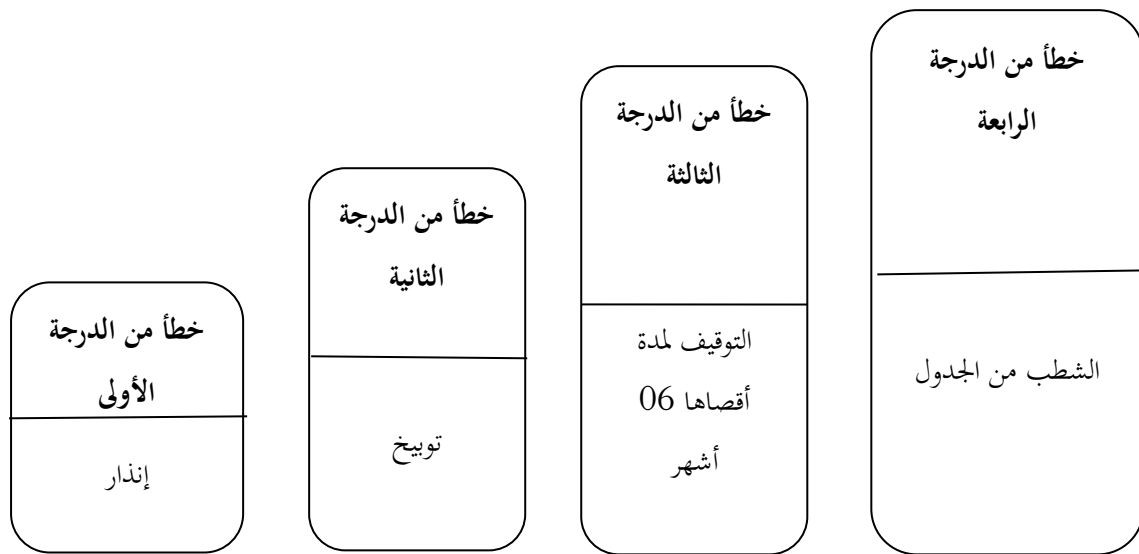 خطأ من الدرجة
الرابعة
الشطب من الجدول
خطأ من الدرجة
الثالثة
التوقيف لمدة
أقصاها 06
أشهر
خطأ من الدرجة
الثانية
توبيخ
خطأ من الدرجة
الأولى
إنذار